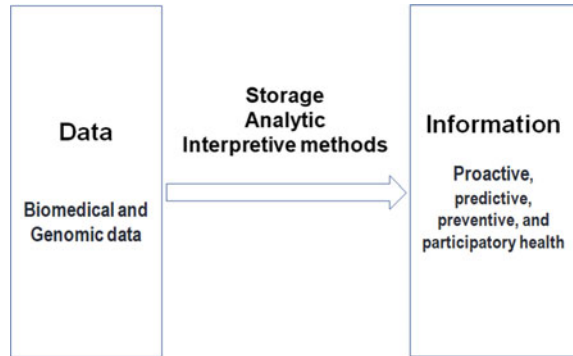 Data
Biomedical and
Genomic data
Storage
Analytic
Interpretive methods
Information
Proactive,
predictive,
preventive, and
participatory health